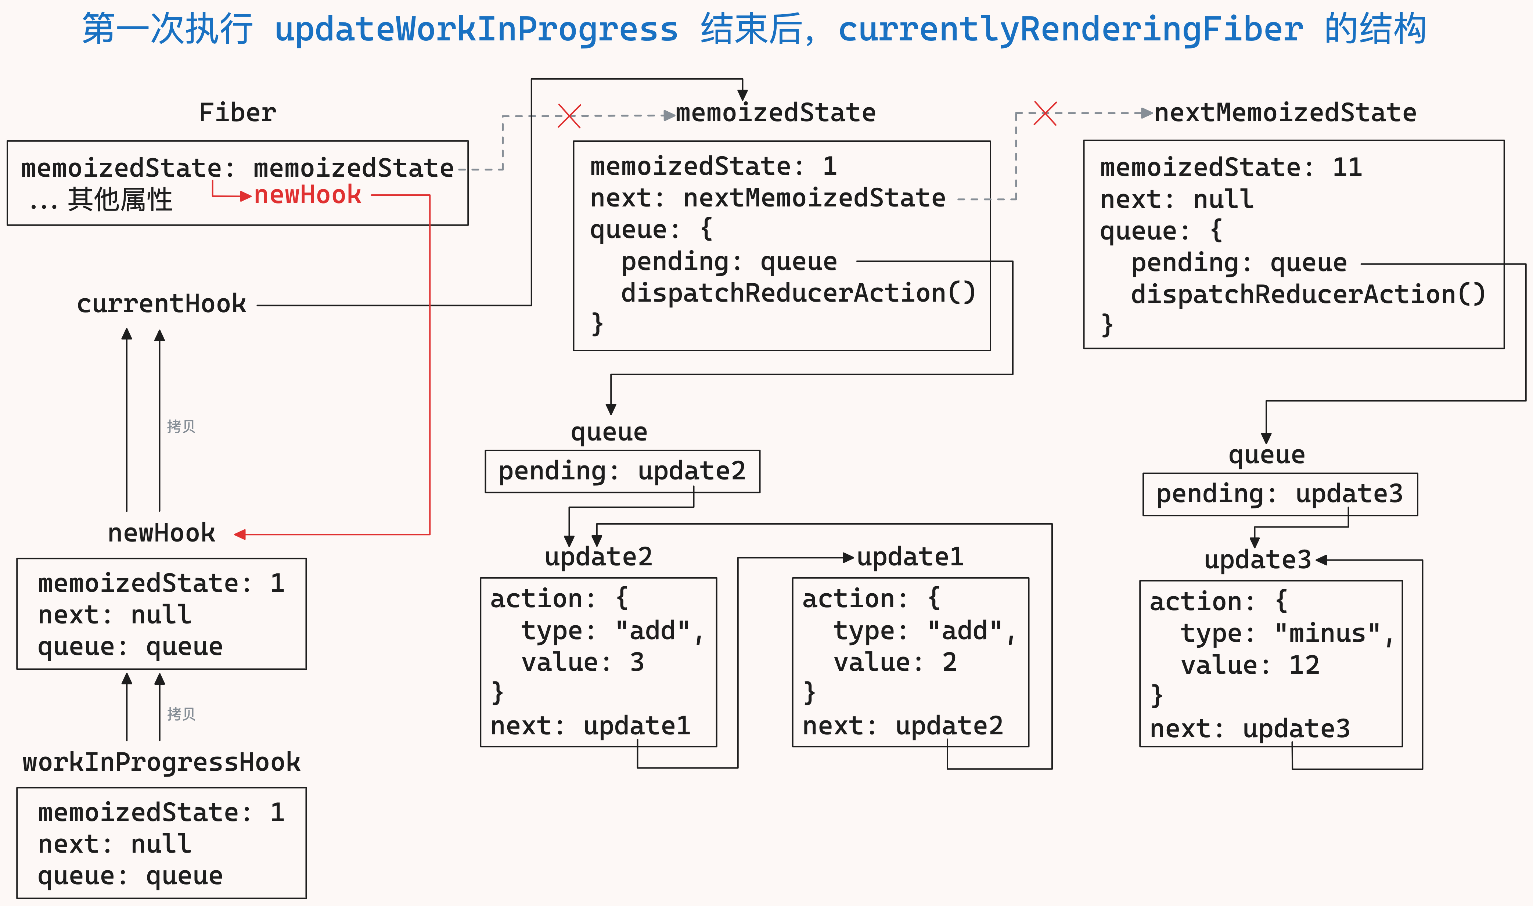 第一次执行 updateWorkInProgress 结束后，currentlyRenderingFiber 的结构
Fiber
memoizedState: memoizedState
newHook
... 其他属性
memoizedState
memoizedState: 1
next: nextMemoizedState
queue: {
pending: queue
dispatchReducerAction()
}
nextMemoizedState
memoizedState: 11
next: null
queue: {
pending: queue
dispatchReducerAction()
}
currentHook
拷贝
newHook
memoizedState: 1
next: null
queue: queue
拷贝
workInProgressHook
memoizedState: 1
next: null
queue: queue
queue
pending: update2
update2
action: {
type: "add",
value: 3
}
next: update1
update1
action: {
type: "add",
value: 2
}
next: update2
queue
pending: update3
update3
action: {
type: "minus",
value: 12
}
next: update3